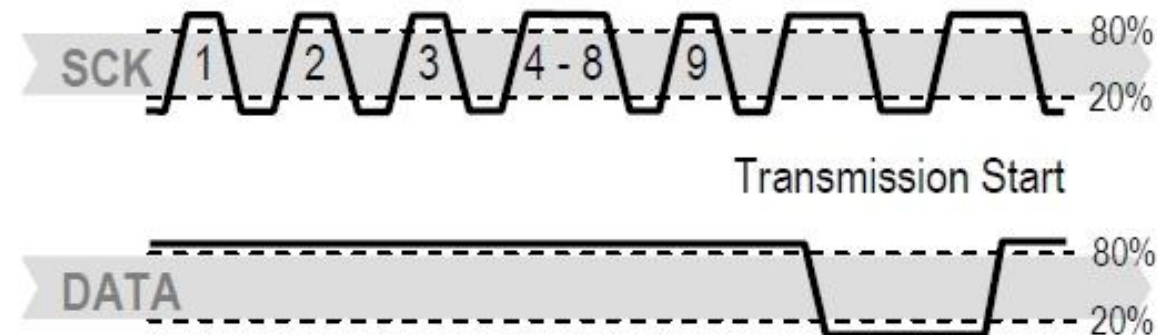 SCK 1 2 3 4 - 8 9 80%
20%
Transmission Start
80%
DATA
20%